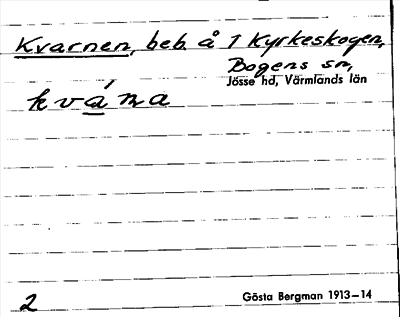 Kvarnen, beb. å 1 Kyrkeskogen,
Bogens sn,
Jösse hd, Värmlands län
kvána
2
Gösta Bergman 1913–14